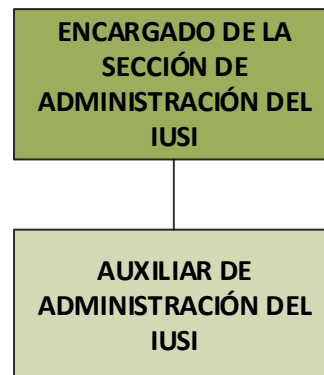 ENCARGADO DE LA
SECCIÓN DE
ADMINISTRACIÓN DEL
IUSI
AUXILIAR DE
ADMINISTRACIÓN DEL
IUSI